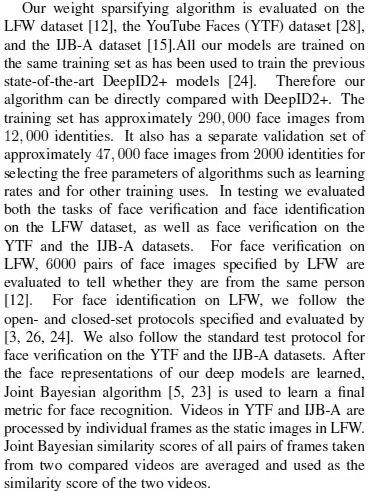 Our weight sparsifying algorithm is evaluated on the
LFW dataset [12], the YouTube Faces (YTF) dataset [28],
and the IJB-A dataset [15].All our models are trained on
the same training set as has been used to train the previous
state-of-the-art DeepID2+ models [24]. Therefore our
algorithm can be directly compared with DeepID2+. The
training set has approximately 290, 000 face images from
12, 000 identities. It also has a separate validation set of
approximately 47, 000 face images from 2000 identities for
selecting the free parameters of algorithms such as learning
rates and for other training uses. In testing we evaluated
both the tasks of face verification and face identification
on the LFW dataset, as well as face verification on the
YTF and the IJB-A datasets. For face verification on
LFW, 6000 pairs of face images specified by LFW are
evaluated to tell whether they are from the same person
[12]. For face identification on LFW, we follow the
open- and closed-set protocols specified and evaluated by
[3, 26, 24]. We also follow the standard test protocol for
face verification on the YTF and the IJB-A datasets. After
the face representations of our deep models are learned,
Joint Bayesian algorithm [5, 23] is used to learn a final
metric for face recognition. Videos in YTF and IJB-A are
processed by individual frames as the static images in LFW.
Joint Bayesian similarity scores of all pairs of frames taken
from two compared videos are averaged and used as the
similarity score of the two videos.